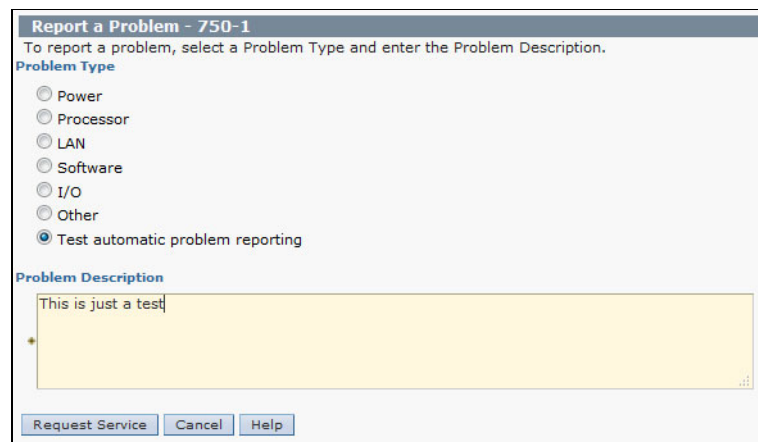 Report a Problem - 750-1
To report a problem, select a Problem Type and enter the Problem Description.
Problem Type
Power
Processor
LAN
Software
I/O
Other
Test automatic problem reporting
Problem Description
This is just a test
Request Service Cancel Help